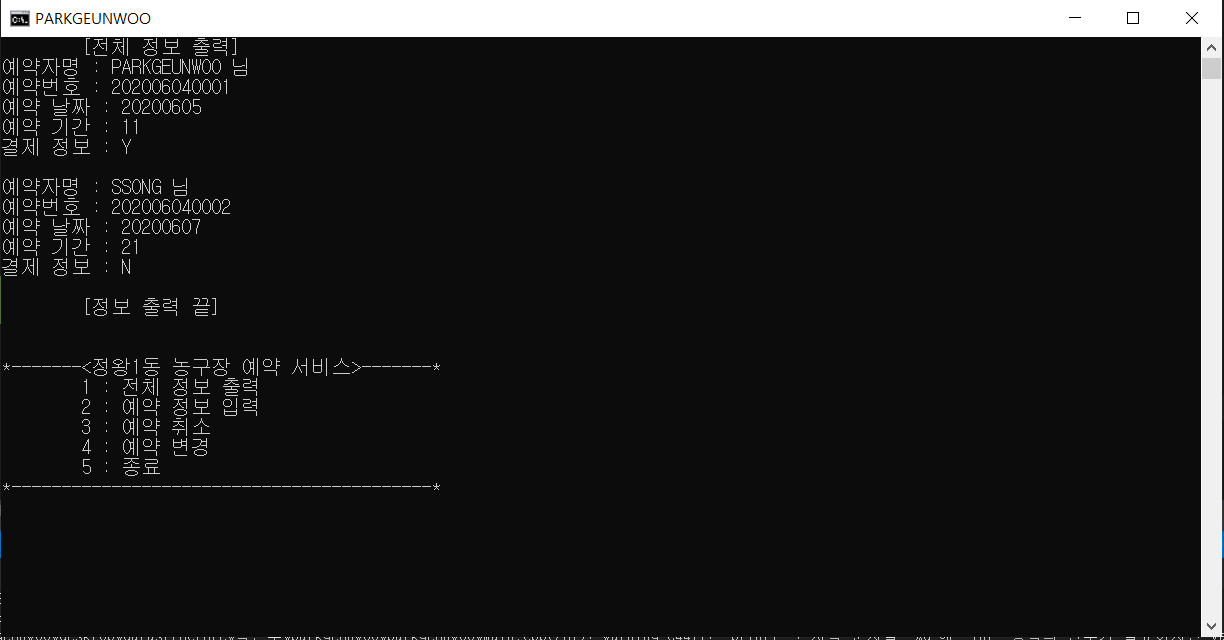 PARKGEUNWOO
[전체 정보 출력]
예약자명 : PARKGEUNWOO 님
예약번호 : 202006040001
예약 날짜 : 20200605
예약 기간 : 11
결제 정보 : Y
예약자명 : SSONG 님
예약번호 : 202006040002
예약 날짜 : 20200607
예약 기간 : 21
결제 정보 : N
[정보 출력 끝]
*-------<정왕1동 농구장 예약 서비스>-------*
1 : 전체 정보 출력
2 : 예약 정보 입력
3 : 예약 취소
4 : 예약 변경
5 : 종료
*------------------------------------------*